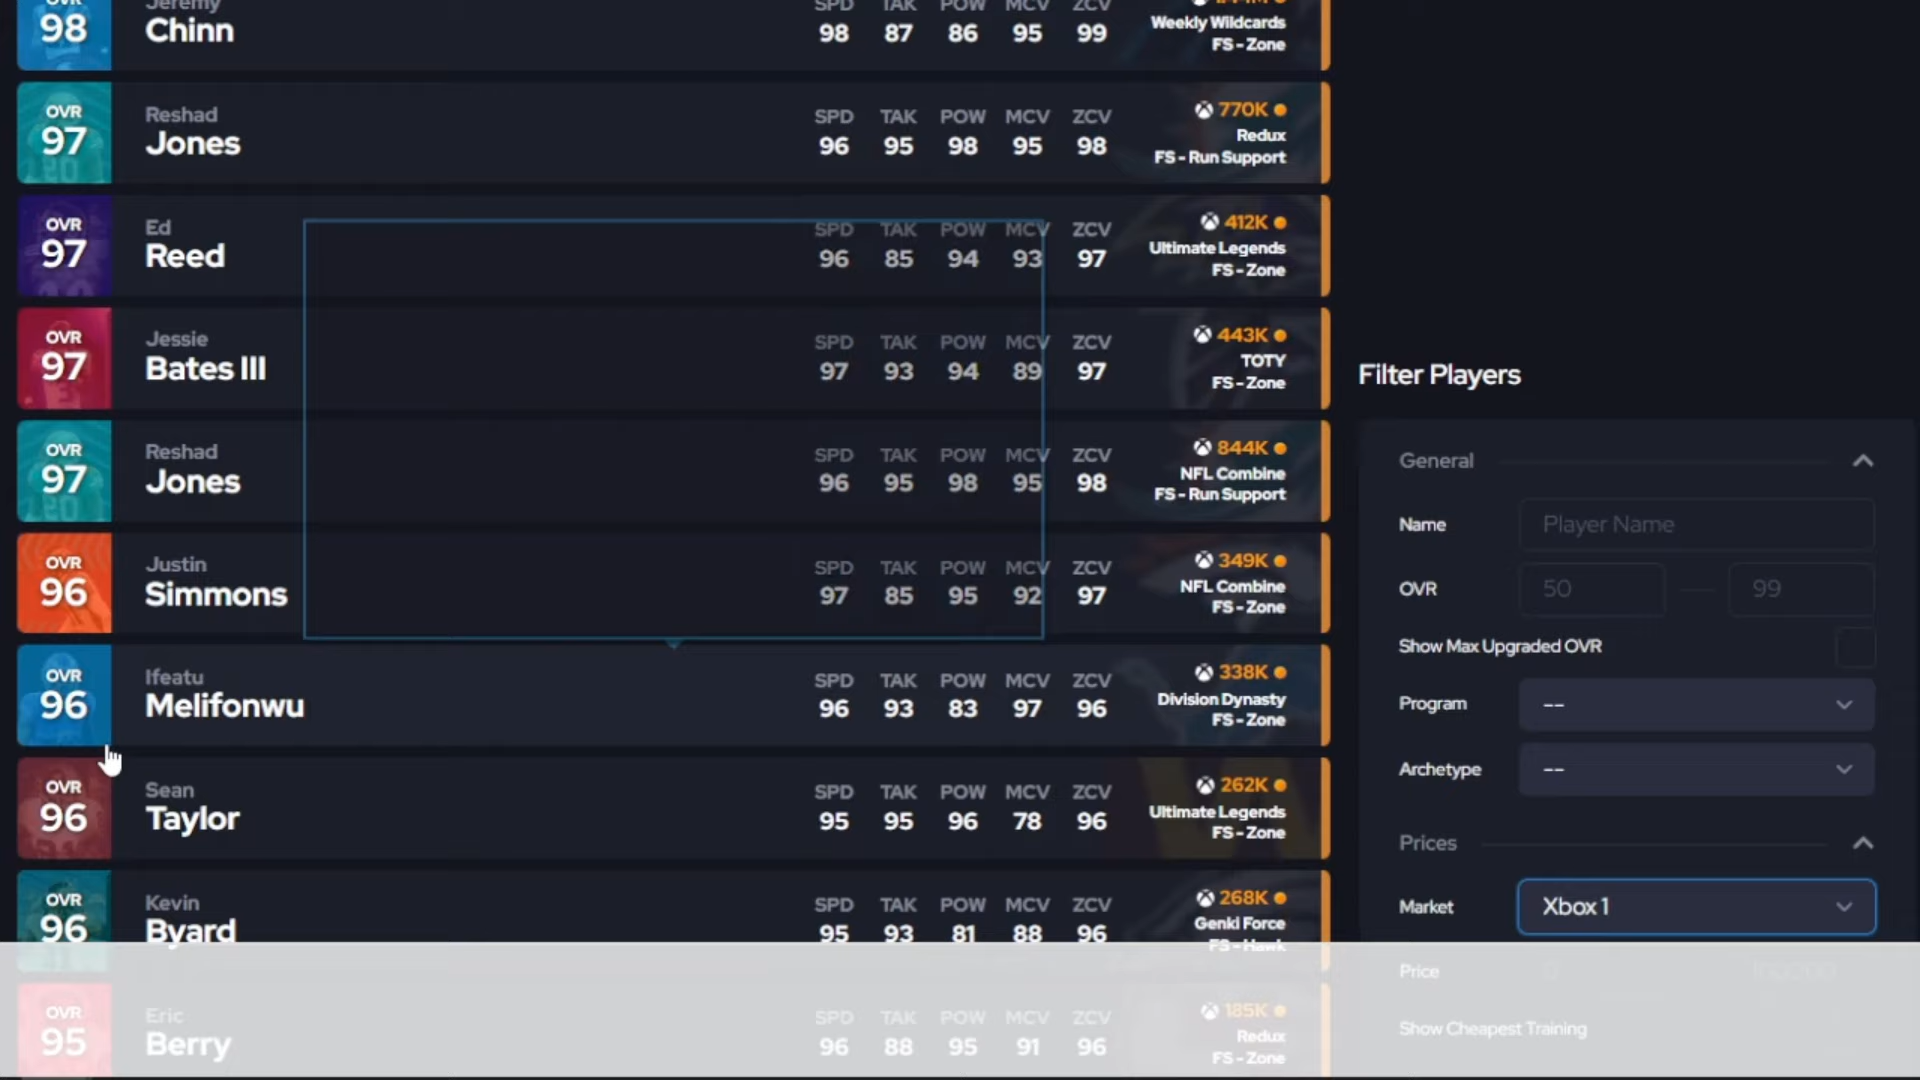 Jeremy
98
Chinn
SPD TAK POW MCV ZCV
98 87 86 95 99
Weekly Wildcards
FS - Zone
OVR
97
Reshad
Jones
SPD TAK POW MCV ZCV
96 95 98 95 98
770K
Redux
FS - Run Support
OVR
97
Ed
Reed
SPD TAK POW MCV ZCV
96 85 94 93 97
412K
Ultimate Legends
FS - Zone
OVR
97
Jessie
Bates III
SPD TAK POW MCV ZCV
97 93 94 89 97
443K
TOTY
FS - Zone
OVR
97
Reshad
Jones
SPD TAK POW MCV ZCV
96 95 98 95 98
844K
NFL Combine
FS - Run Support
OVR
96
Justin
Simmons
SPD TAK POW MCV ZCV
97 85 95 92 97
349K
NFL Combine
FS - Zone
OVR
96
Ifeatu
Melifonwu
SPD TAK POW MCV ZCV
96 93 83 97 96
338K
Division Dynasty
FS - Zone
OVR
96
Sean
Taylor
SPD TAK POW MCV ZCV
95 95 96 78 96
262K
Ultimate Legends
FS - Zone
OVR
96
Kevin
Byard
SPD TAK POW MCV ZCV
95 93 81 88 96
268K
Genki Force
FS - Hawk
OVR
95
Eric
Berry
SPD TAK POW MCV ZCV
96 88 95 91 96
185K
Redux
FS - Zone
Filter Players
General
Name Player Name
OVR 50 — 99
Show Max Upgraded OVR
Program --
Archetype --
Prices
Market Xbox 1
Price
Show Cheapest Training